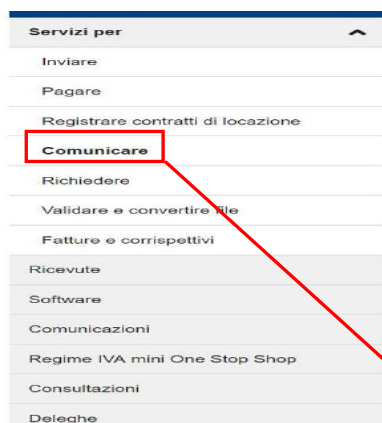 Servizi per
Inviare
Pagare
Registrare contratti di locazione
Comunicare
Richiedere
Validare e convertire file
Fatture e corrispettivi
Ricevute
Software
Comunicazioni
Regime IVA mini One Stop Shop
Consultazioni
Deleghe